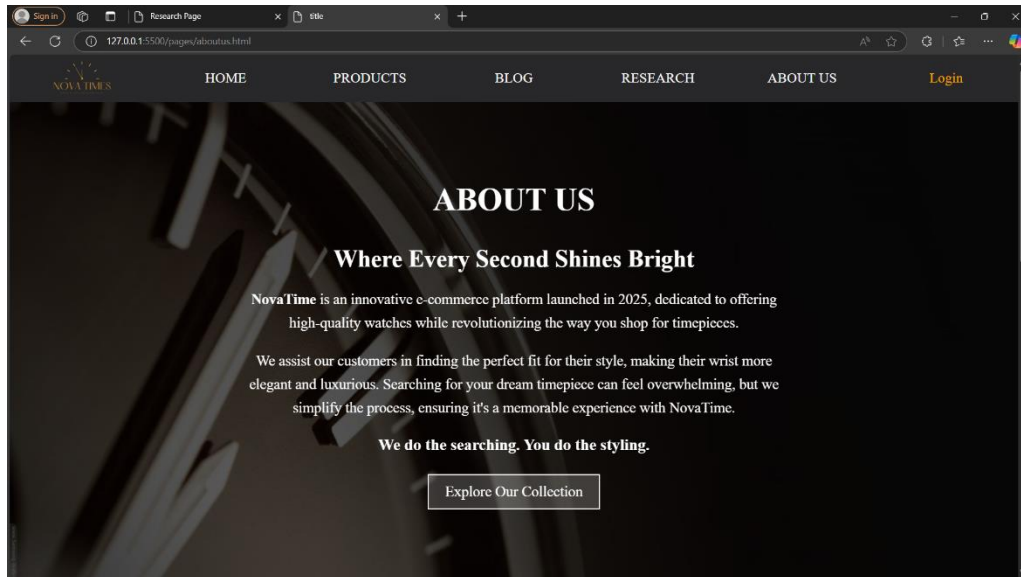 Sign in
Research Page
title
127.0.0.1:5500/pages/aboutus.html
NOVA TIMES
HOME PRODUCTS BLOG RESEARCH ABOUT US Login
ABOUT US
Where Every Second Shines Bright
NovaTime is an innovative e-commerce platform launched in 2025, dedicated to offering
high-quality watches while revolutionizing the way you shop for timepieces.
We assist our customers in finding the perfect fit for their style, making their wrist more
elegant and luxurious. Searching for your dream timepiece can feel overwhelming, but we
simplify the process, ensuring it's a memorable experience with NovaTime.
We do the searching. You do the styling.
Explore Our Collection